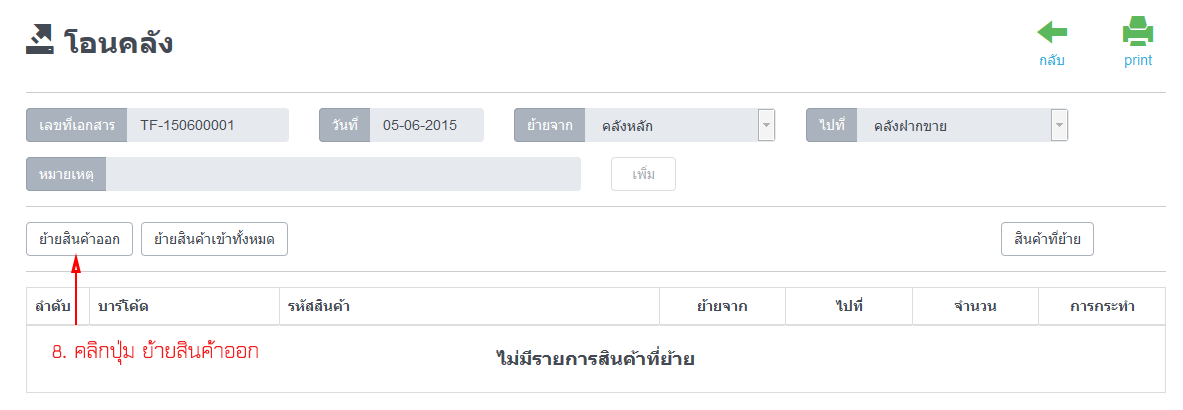 โอนคลัง
กลับ print
เลขที่เอกสาร TF-150600001 วันที่ 05-06-2015 ย้ายจาก คลังหลัก ไปที่ คลังฝากขาย
หมายเหตุ เพิ่ม
ย้ายสินค้าออก ย้ายสินค้าเข้าทั้งหมด สินค้าที่ย้าย
ลำดับ บาร์โค้ด รหัสสินค้า ย้ายจาก ไปที่ จำนวน การกระทำ
8. คลิกปุ่ม ย้ายสินค้าออก
ไม่มีรายการสินค้าที่ย้าย